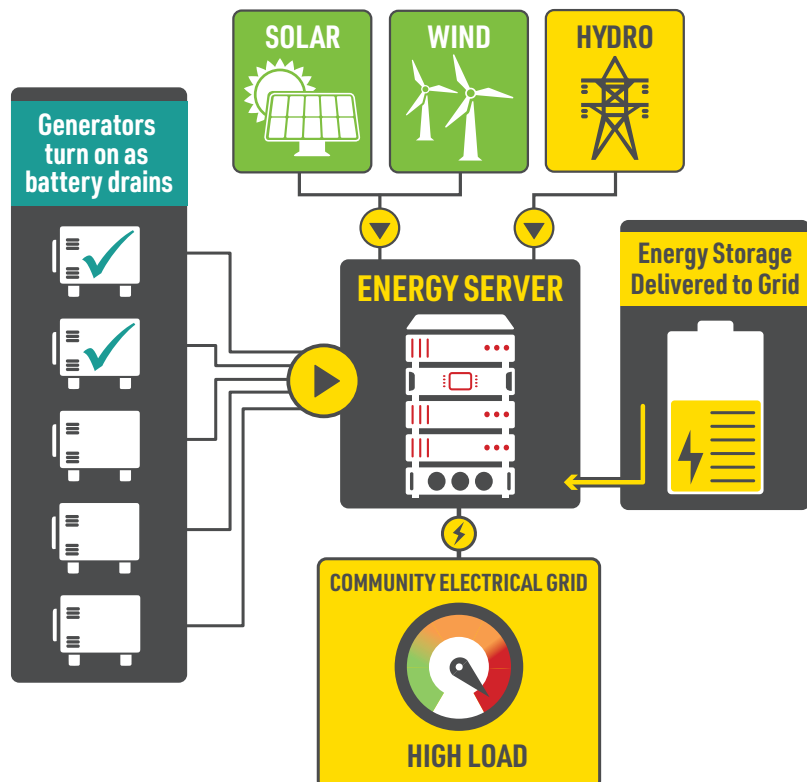 SOLAR
WIND
HYDRO
Generators
turn on as
battery drains
ENERGY SERVER
Energy Storage
Delivered to Grid
COMMUNITY ELECTRICAL GRID
HIGH LOAD